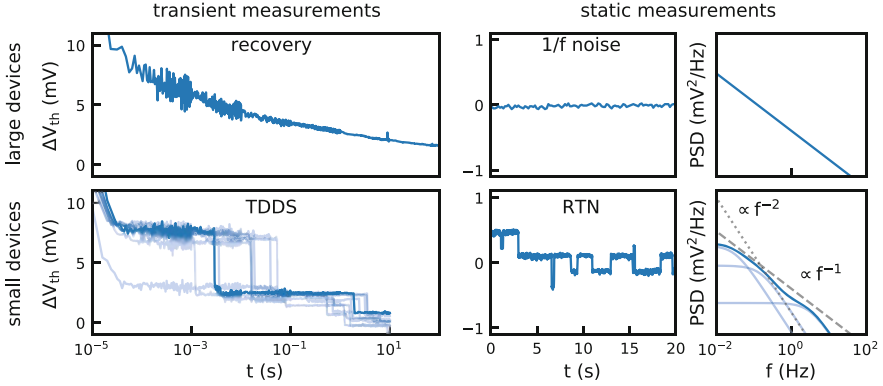 transient measurements
static measurements
large devices
ΔVth (mV)
10
5
0
recovery
1
0
−1
1/f noise
PSD (mV²/Hz)
small devices
ΔVth (mV)
10
5
0
TDDS
10⁻⁵
10⁻³
10⁻¹
10¹
t (s)
1
0
−1
RTN
0
5
10
15
20
t (s)
PSD (mV²/Hz)
∝ f⁻²
∝ f⁻¹
10⁻²
10⁰
10²
f (Hz)